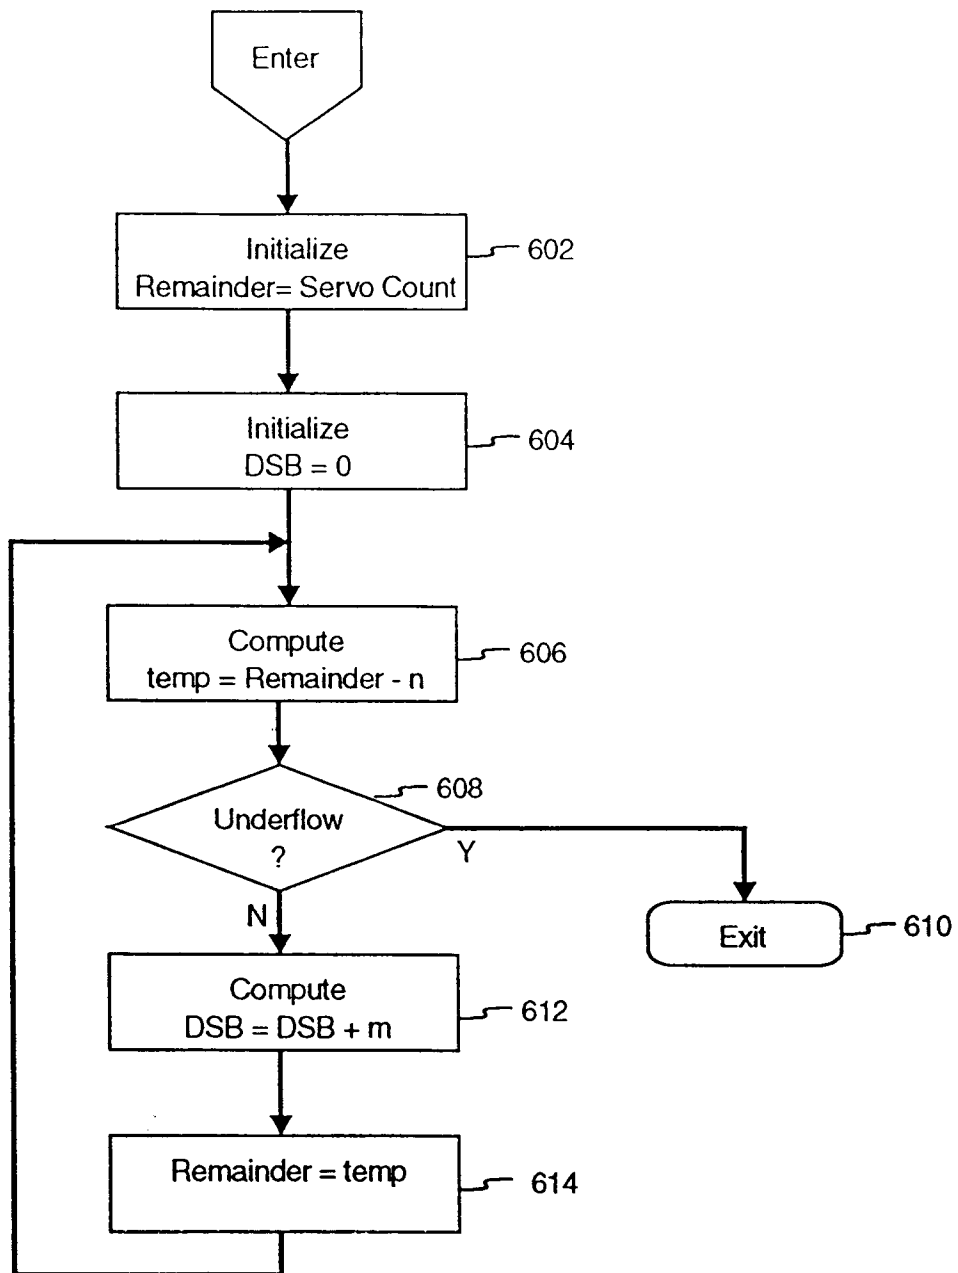 Enter
Initialize
Remainder= Servo Count
602
Initialize
DSB = 0
604
Compute
temp = Remainder - n
606
Underflow
?
608
Y
N
Exit
610
Compute
DSB = DSB + m
612
Remainder = temp
614